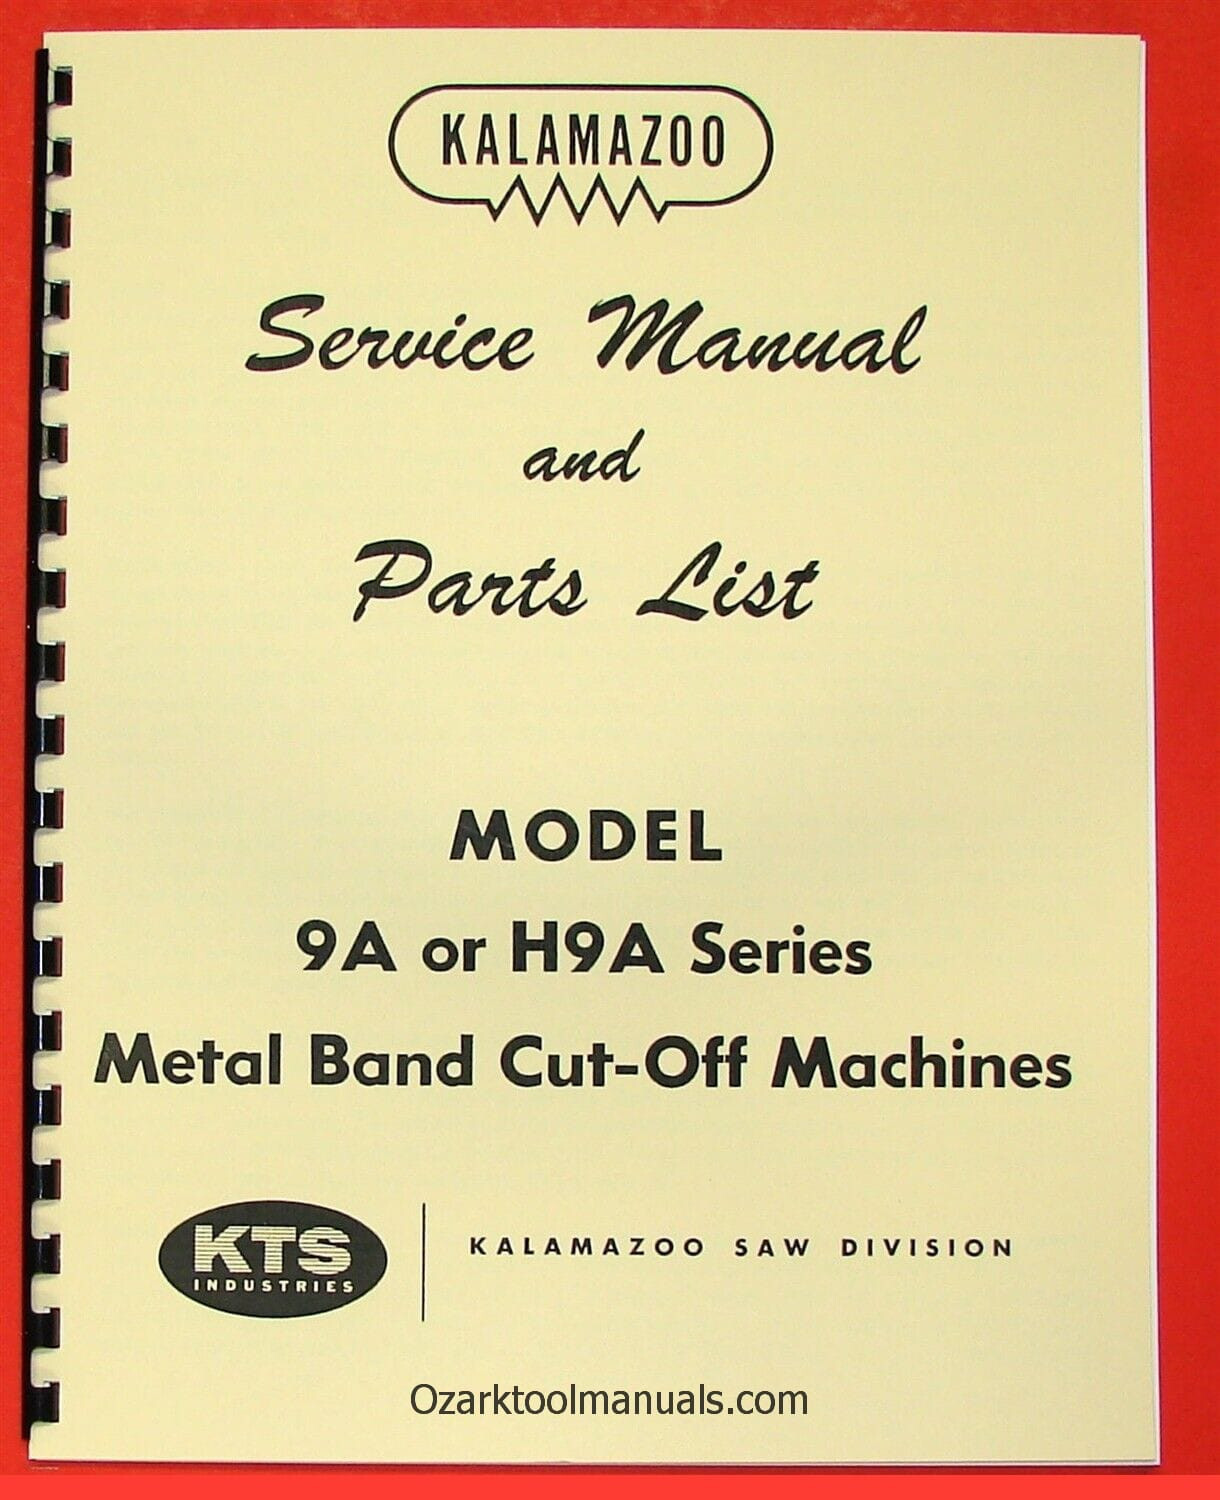 KALAMAZOO
Service Manual
and
Parts List
MODEL
9A or H9A Series
Metal Band Cut-Off Machines
KTS
INDUSTRIES
KALAMAZOO SAW DIVISION
Ozarktoolmanuals.com